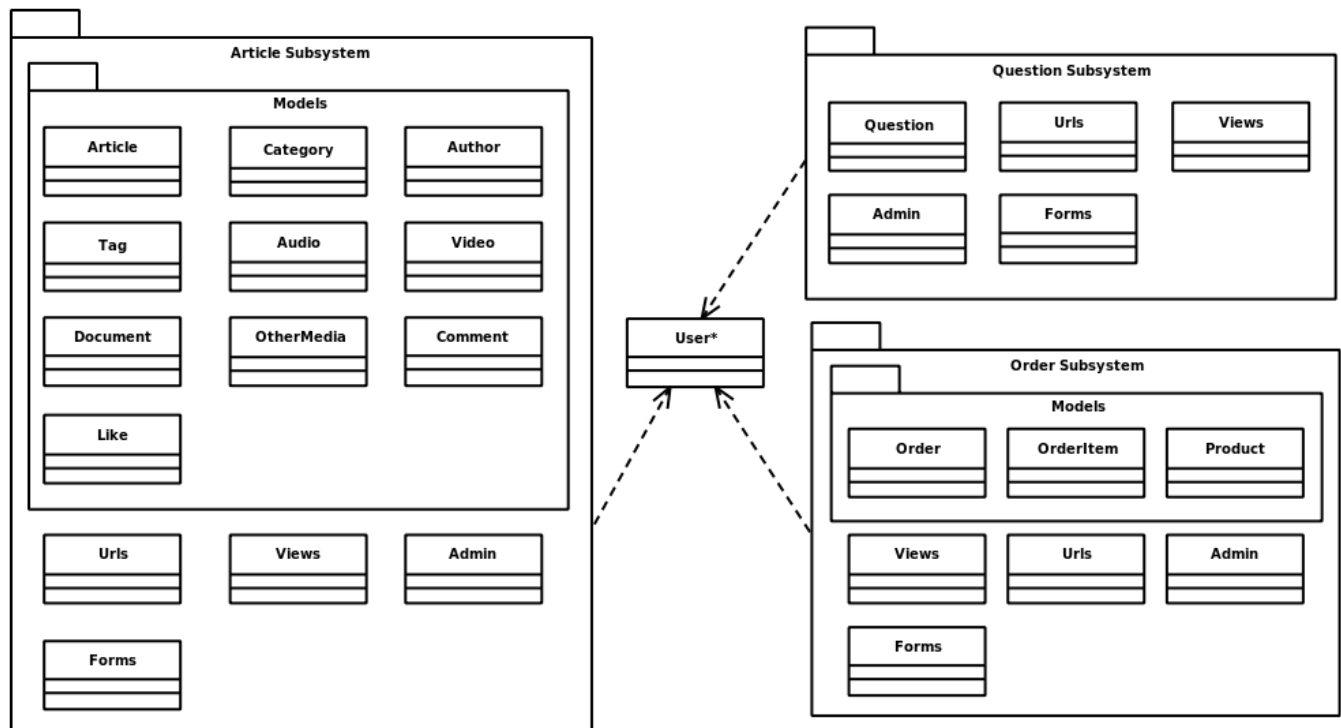 Article Subsystem
Models
Article Category Author
Tag Audio Video
Document OtherMedia Comment
Like
Urls Views Admin
Forms
User*
Question Subsystem
Question Urls Views
Admin Forms
Order Subsystem
Models
Order OrderItem Product
Views Urls Admin
Forms